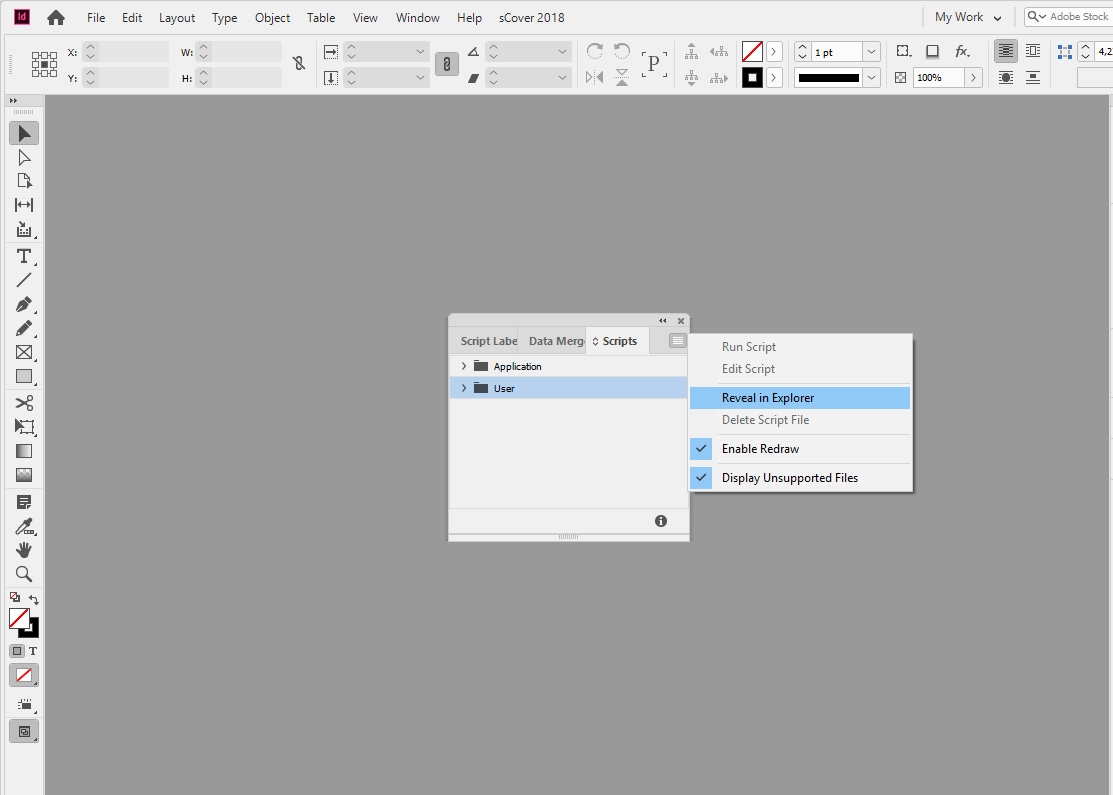 Id File Edit Layout Type Object Table View Window Help sCover 2018 My Work Adobe Stock
X: W: 1 pt fx. 4,2
Y: H: P 100%
Script Labe Data Merg Scripts
Application
User
Run Script
Edit Script
Reveal in Explorer
Delete Script File
Enable Redraw
Display Unsupported Files
T
T